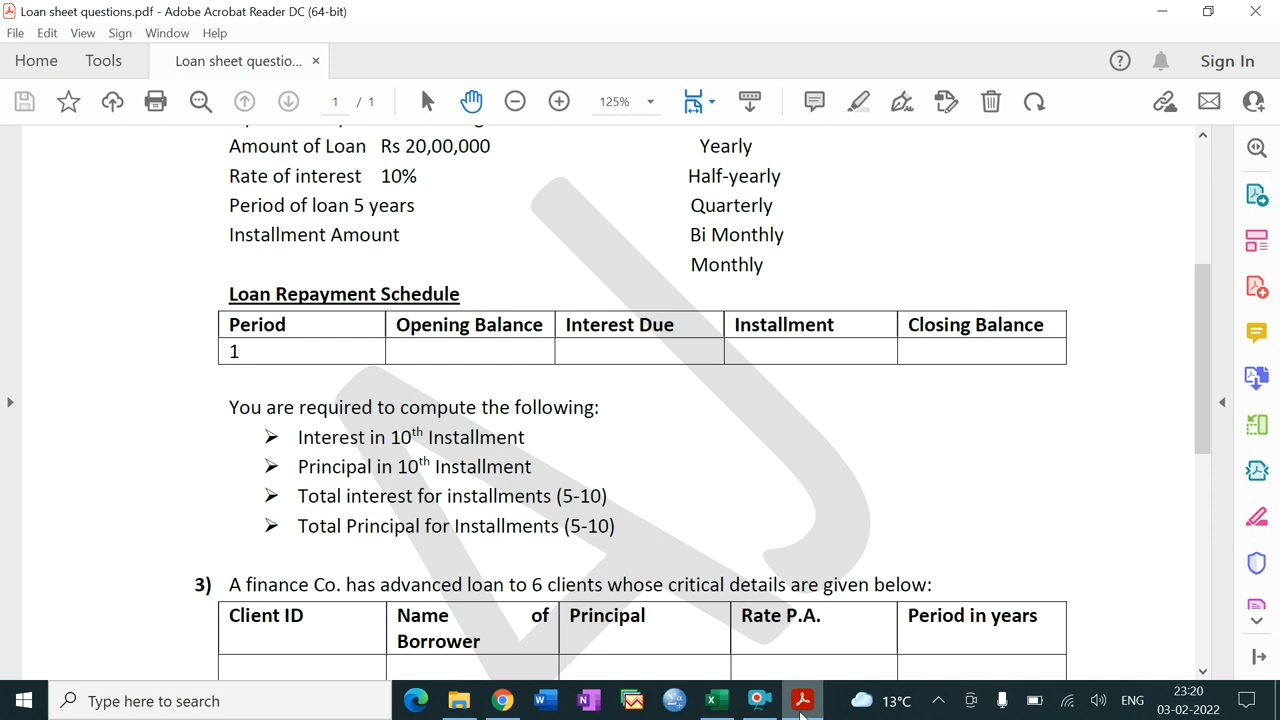 Loan sheet questions.pdf - Adobe Acrobat Reader DC (64-bit)
File Edit View Sign Window Help
Home Tools Loan sheet questio... × Sign In
1 / 1 125%
Amount of Loan Rs 20,00,000 Yearly
Rate of interest 10% Half-yearly
Period of loan 5 years Quarterly
Installment Amount Bi Monthly
Monthly
Loan Repayment Schedule
Period Opening Balance Interest Due Installment Closing Balance
1
You are required to compute the following:
➤ Interest in 10th Installment
➤ Principal in 10th Installment
➤ Total interest for installments (5-10)
➤ Total Principal for Installments (5-10)
3) A finance Co. has advanced loan to 6 clients whose critical details are given below:
Client ID Name of Principal Rate P.A. Period in years
Borrower
AJ
Type here to search 13°C ENG 23:20
03-02-2022